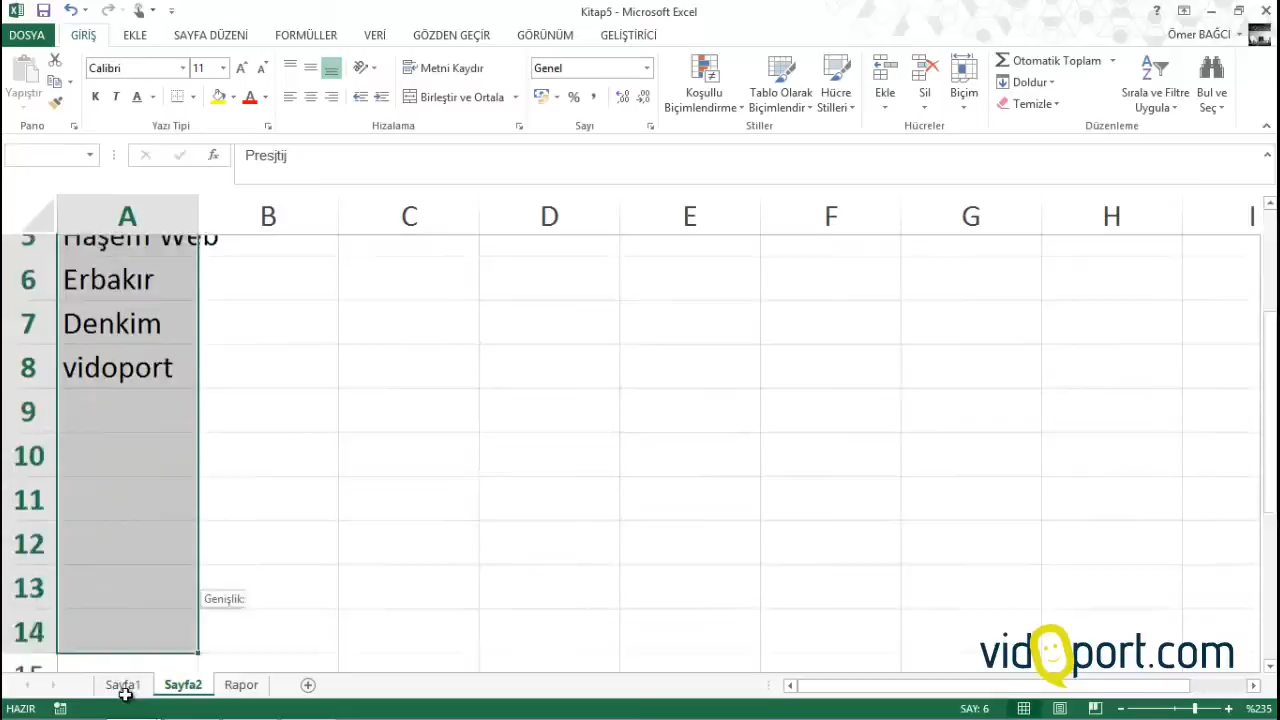 Kitap5 - Microsoft Excel
DOSYA GİRİŞ EKLE SAYFA DÜZENİ FORMÜLLER VERİ GÖZDEN GEÇİR GÖRÜNÜM GELİŞTİRİCİ Ömer BAĞCI
Yapıştır
Calibri 11
K T A
Metni Kaydır
Birleştir ve Ortala
Genel
Koşullu Biçimlendirme
Tablo Olarak Biçimlendir
Hücre Stilleri
Ekle
Sil
Biçim
Otomatik Toplam
Doldur
Temizle
Sırala ve Filtre Uygula
Bul ve Seç
Pano Yazı Tipi Hizalama Sayı Stiller Hücreler Düzenleme
fx Presjtij
A B C D E F G H I
5 Haşem Web
6 Erbakır
7 Denkim
8 vidoport
9
10
11
12
13
Genişlik:
14
15
vidoport.com
Sayfa1 Sayfa2 Rapor
HAZIR SAY: 6 %235